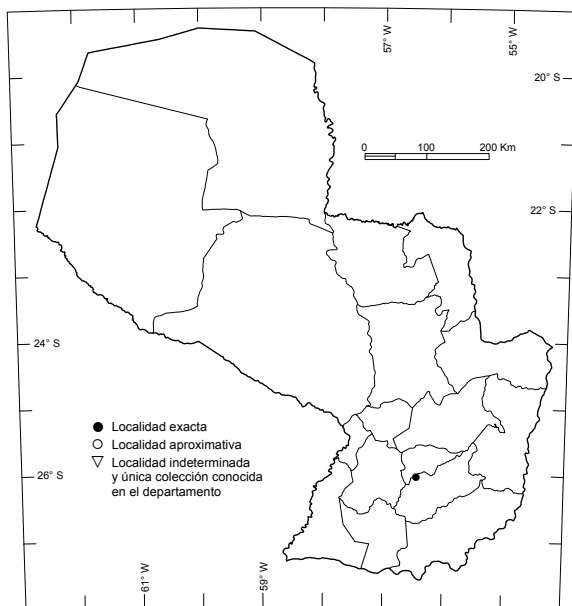 57° W
55° W
20° S
0 100 200 Km
22° S
24° S
Localidad exacta
Localidad aproximativa
Localidad indeterminada
y única colección conocida
en el departamento
26° S
61° W
59° W